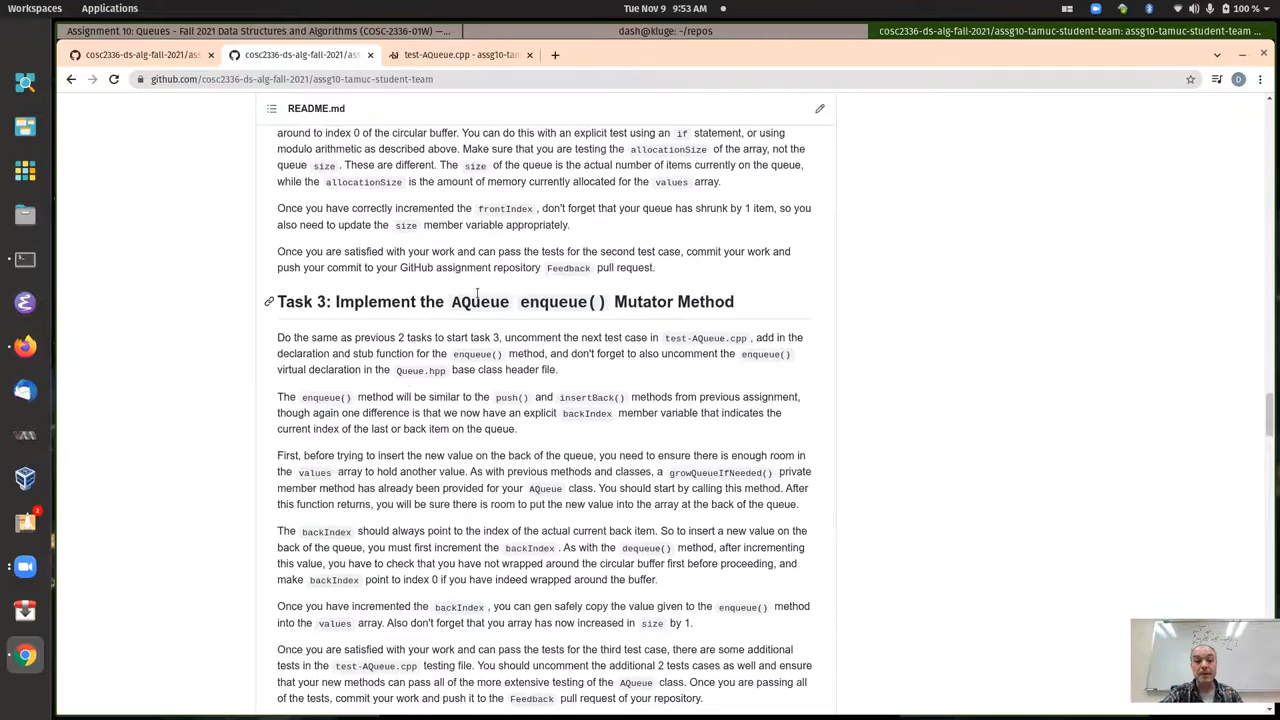 Workspaces Applications Tue Nov 9 9:53 AM 100 %
Assignment 10: Queues - Fall 2021 Data Structures and Algorithms (COSC-2336-01W) —... dash@kluge: ~/repos cosc2336-ds-alg-fall-2021/assg10-tamuc-student-team: assg10-tamuc-student-team ...
cosc2336-ds-alg-fall-2021/as cosc2336-ds-alg-fall-2021/as test-AQueue.cpp - assg10-tam
github.com/cosc2336-ds-alg-fall-2021/assg10-tamuc-student-team D
README.md
around to index 0 of the circular buffer. You can do this with an explicit test using an if statement, or using
modulo arithmetic as described above. Make sure that you are testing the allocationSize of the array, not the
queue size. These are different. The size of the queue is the actual number of items currently on the queue,
while the allocationSize is the amount of memory currently allocated for the values array.
Once you have correctly incremented the frontIndex, don't forget that your queue has shrunk by 1 item, so you
also need to update the size member variable appropriately.
Once you are satisfied with your work and can pass the tests for the second test case, commit your work and
push your commit to your GitHub assignment repository Feedback pull request.
Task 3: Implement the AQueue enqueue() Mutator Method
Do the same as previous 2 tasks to start task 3, uncomment the next test case in test-AQueue.cpp, add in the
declaration and stub function for the enqueue() method, and don't forget to also uncomment the enqueue()
virtual declaration in the Queue.hpp base class header file.
The enqueue() method will be similar to the push() and insertBack() methods from previous assignment,
though again one difference is that we now have an explicit backIndex member variable that indicates the
current index of the last or back item on the queue.
First, before trying to insert the new value on the back of the queue, you need to ensure there is enough room in
the values array to hold another value. As with previous methods and classes, a growQueueIfNeeded() private
member method has already been provided for your AQueue class. You should start by calling this method. After
this function returns, you will be sure there is room to put the new value into the array at the back of the queue.
The backIndex should always point to the index of the actual current back item. So to insert a new value on the
back of the queue, you must first increment the backIndex. As with the dequeue() method, after incrementing
this value, you have to check that you have not wrapped around the circular buffer first before proceeding, and
make backIndex point to index 0 if you have indeed wrapped around the buffer.
Once you have incremented the backIndex, you can gen safely copy the value given to the enqueue() method
into the values array. Also don't forget that you array has now increased in size by 1.
Once you are satisfied with your work and can pass the tests for the third test case, there are some additional
tests in the test-AQueue.cpp testing file. You should uncomment the additional 2 tests cases as well and ensure
that your new methods can pass all of the more extensive testing of the AQueue class. Once you are passing all
of the tests, commit your work and push it to the Feedback pull request of your repository.